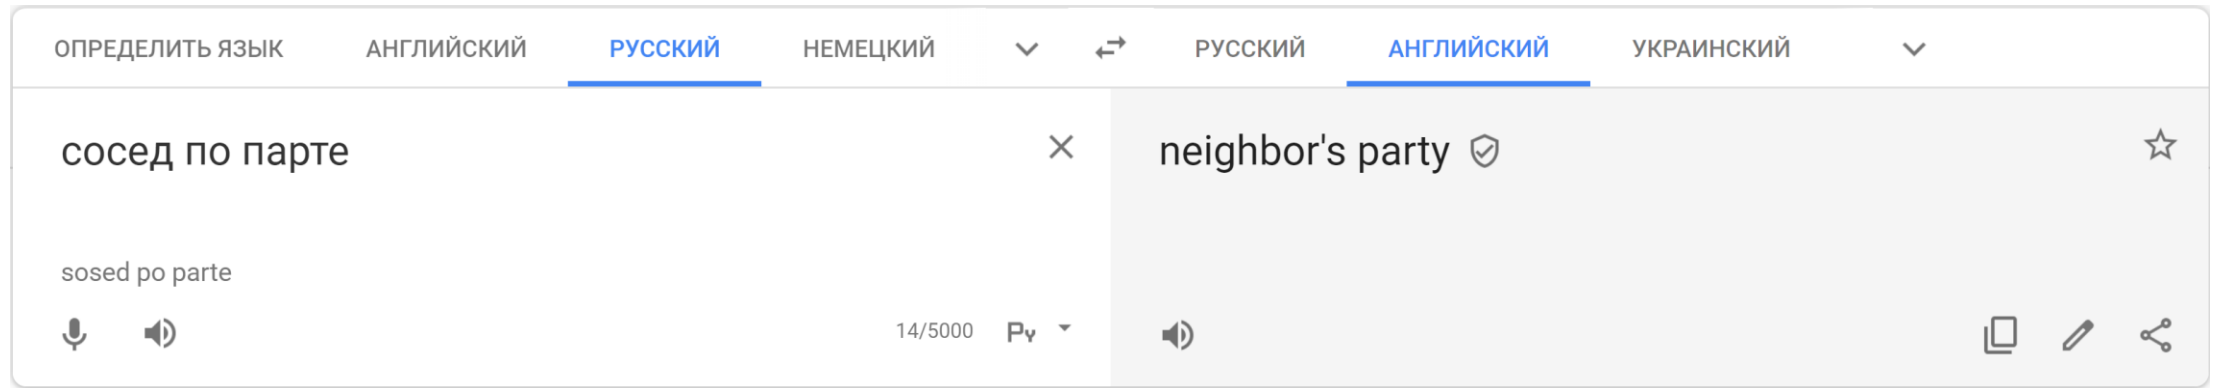 ОПРЕДЕЛИТЬ ЯЗЫК АНГЛИЙСКИЙ РУССКИЙ НЕМЕЦКИЙ РУССКИЙ АНГЛИЙСКИЙ УКРАИНСКИЙ
сосед по парте
sosed po parte
14/5000 Ру
neighbor's party